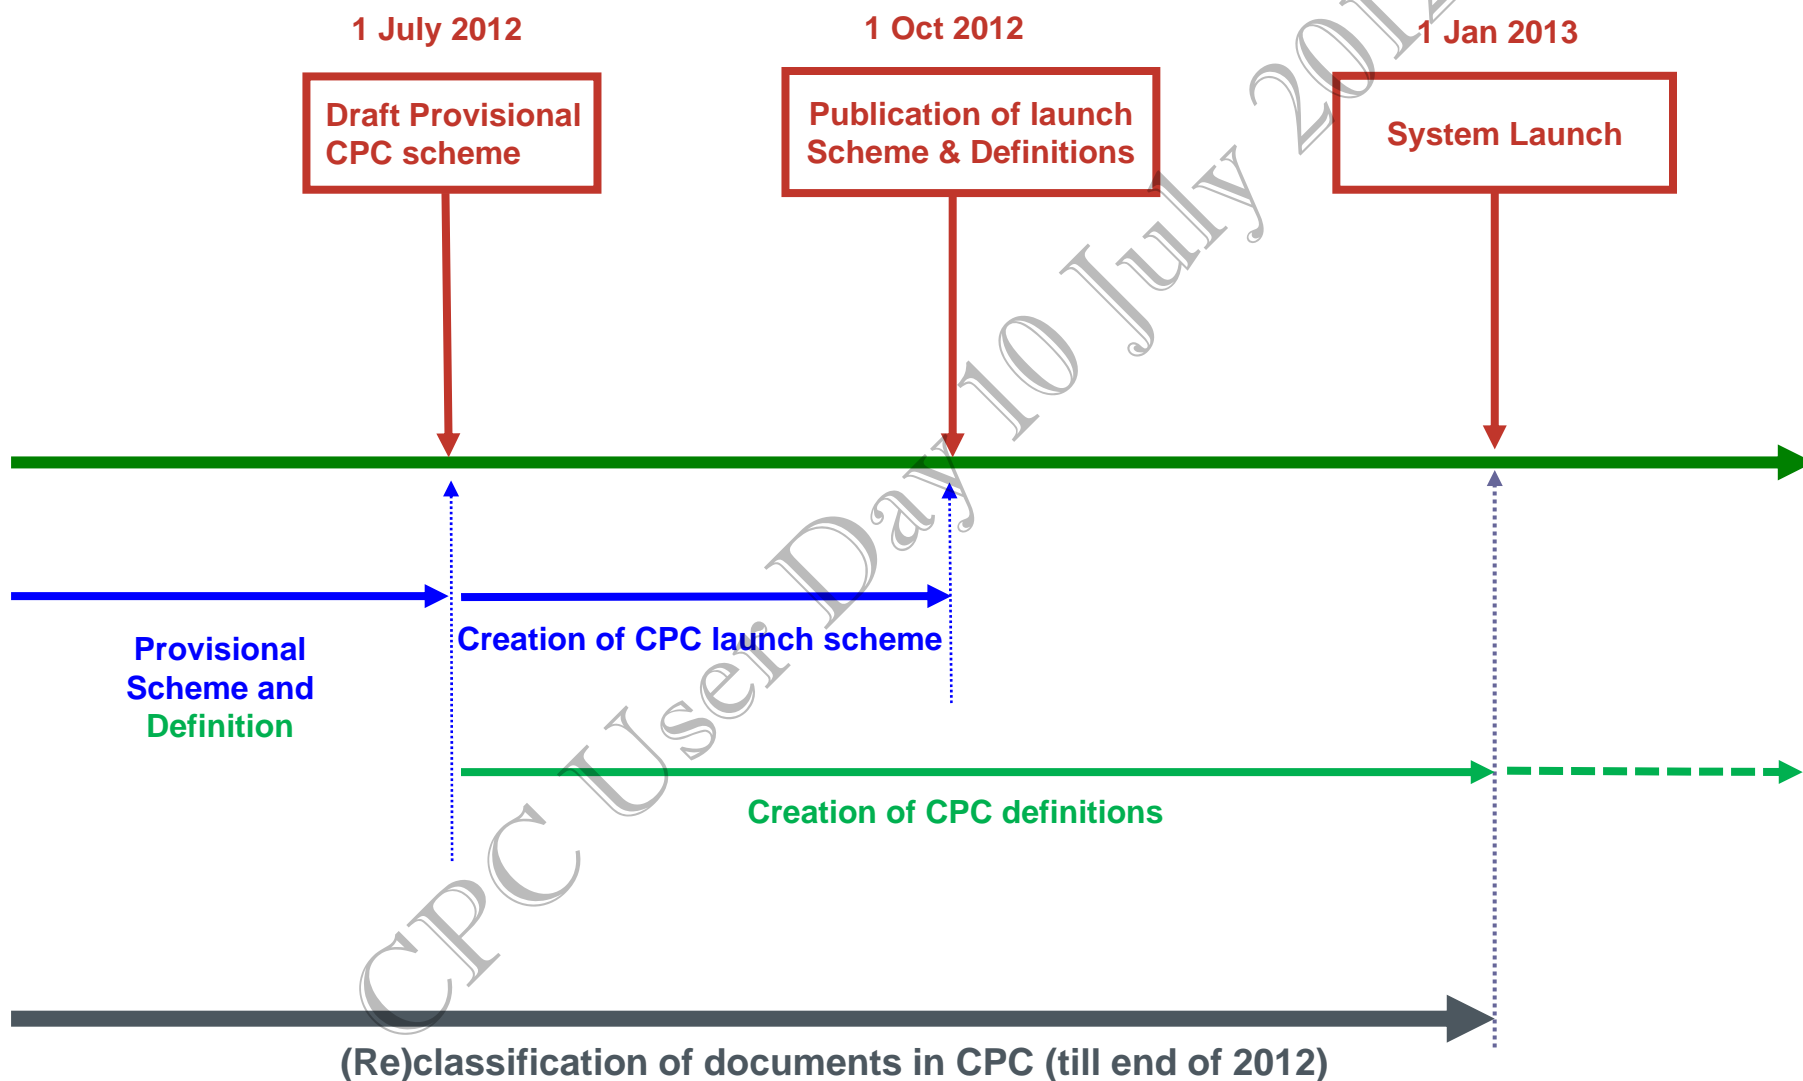 1 July 2012
1 Oct 2012
1 Jan 2013
Draft Provisional
CPC scheme
Publication of launch
Scheme & Definitions
System Launch
Provisional
Scheme and
Definition
Creation of CPC launch scheme
Creation of CPC definitions
(Re)classification of documents in CPC (till end of 2012)
CPC User Day 10 July 2012